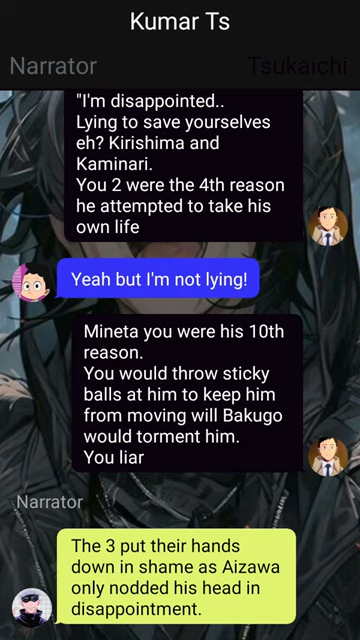 Kumar Ts
Narrator
Tsukaichi
"I'm disappointed..
Lying to save yourselves
eh? Kirishima and
Kaminari.
You 2 were the 4th reason
he attempted to take his
own life
Yeah but I'm not lying!
Mineta you were his 10th
reason.
You would throw sticky
balls at him to keep him
from moving will Bakugo
would torment him.
You liar
Narrator
The 3 put their hands
down in shame as Aizawa
only nodded his head in
disappointment.